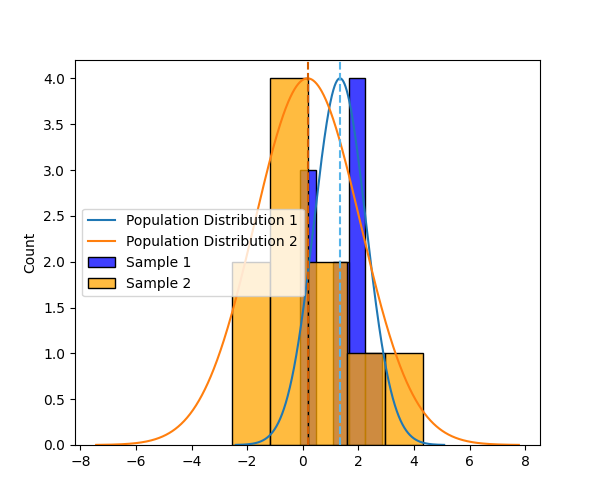 4.0
3.5
3.0
2.5
2.0
1.5
1.0
0.5
0.0
Count
Population Distribution 1
Population Distribution 2
Sample 1
Sample 2
−8 −6 −4 −2 0 2 4 6 8